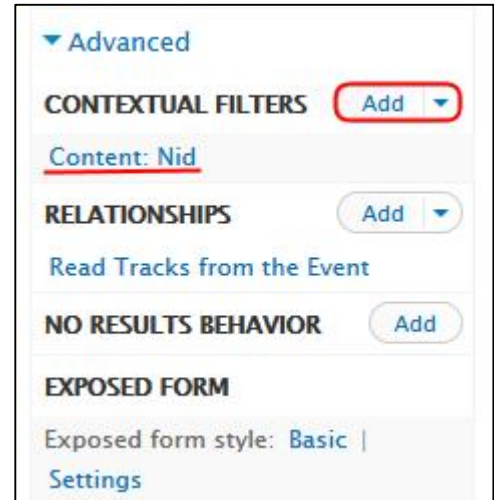 Advanced
CONTEXTUAL FILTERS Add
Content: Nid
RELATIONSHIPS Add
Read Tracks from the Event
NO RESULTS BEHAVIOR Add
EXPOSED FORM
Exposed form style: Basic |
Settings